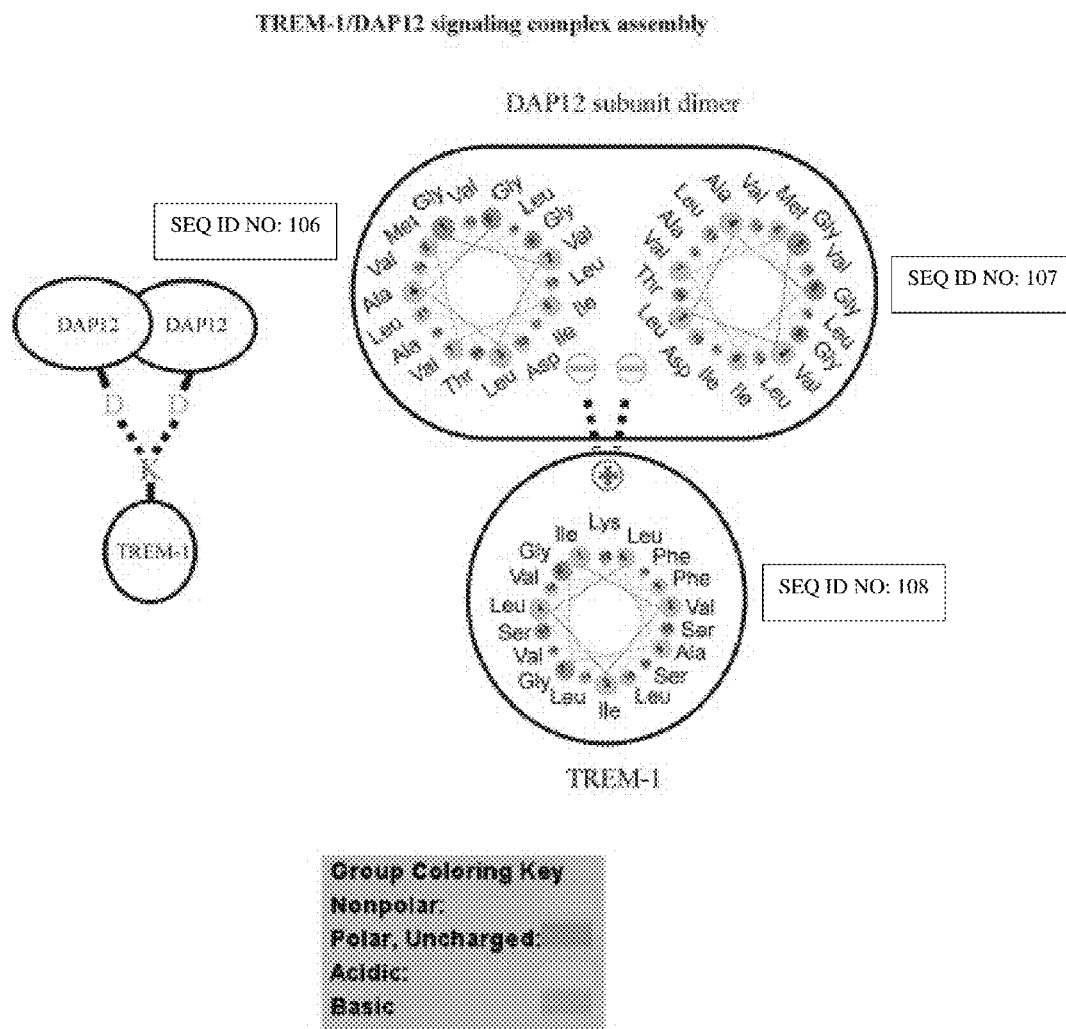 TREM-1/DAP12 signaling complex assembly
DAP12 subunit dimer
SEQ ID NO: 106
Met Gly Val Gly Leu Gly Val Leu Ile Ile Asp Leu Thr Val Ala Leu Ala Val
Leu Ala Val Met Gly Val Gly Leu Gly Val Leu Ile Ile Asp Leu Thr Val Ala
SEQ ID NO: 107
DAP12 DAP12
D D
K
TREM-1
Lys Leu Phe Phe Val Ser Ala Ser Leu Ile Leu Gly Val Ser Leu Val Gly Ile
SEQ ID NO: 108
TREM-1
Group Coloring Key
Nonpolar:
Polar, Uncharged:
Acidic:
Basic